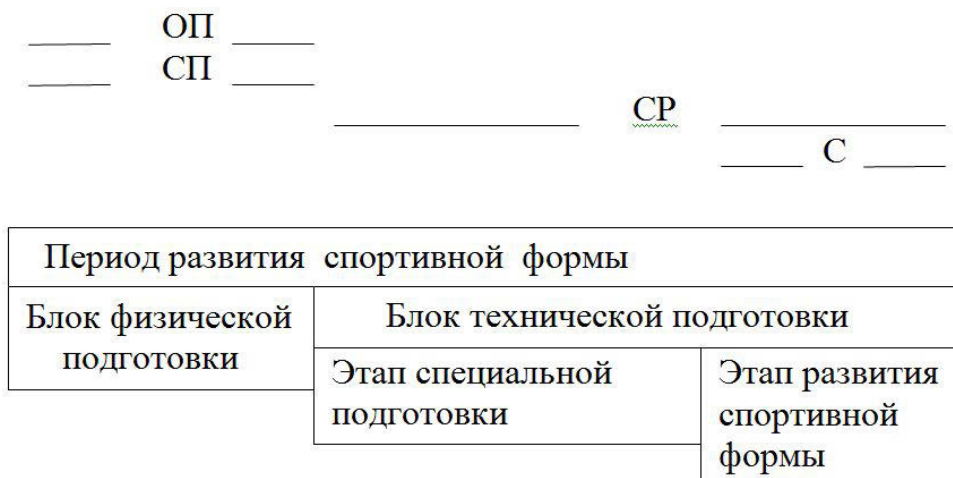 ОП
СП
СР
С
Период развития спортивной формы
Блок физической
подготовки
Блок технической подготовки
Этап специальной
подготовки
Этап развития
спортивной
формы